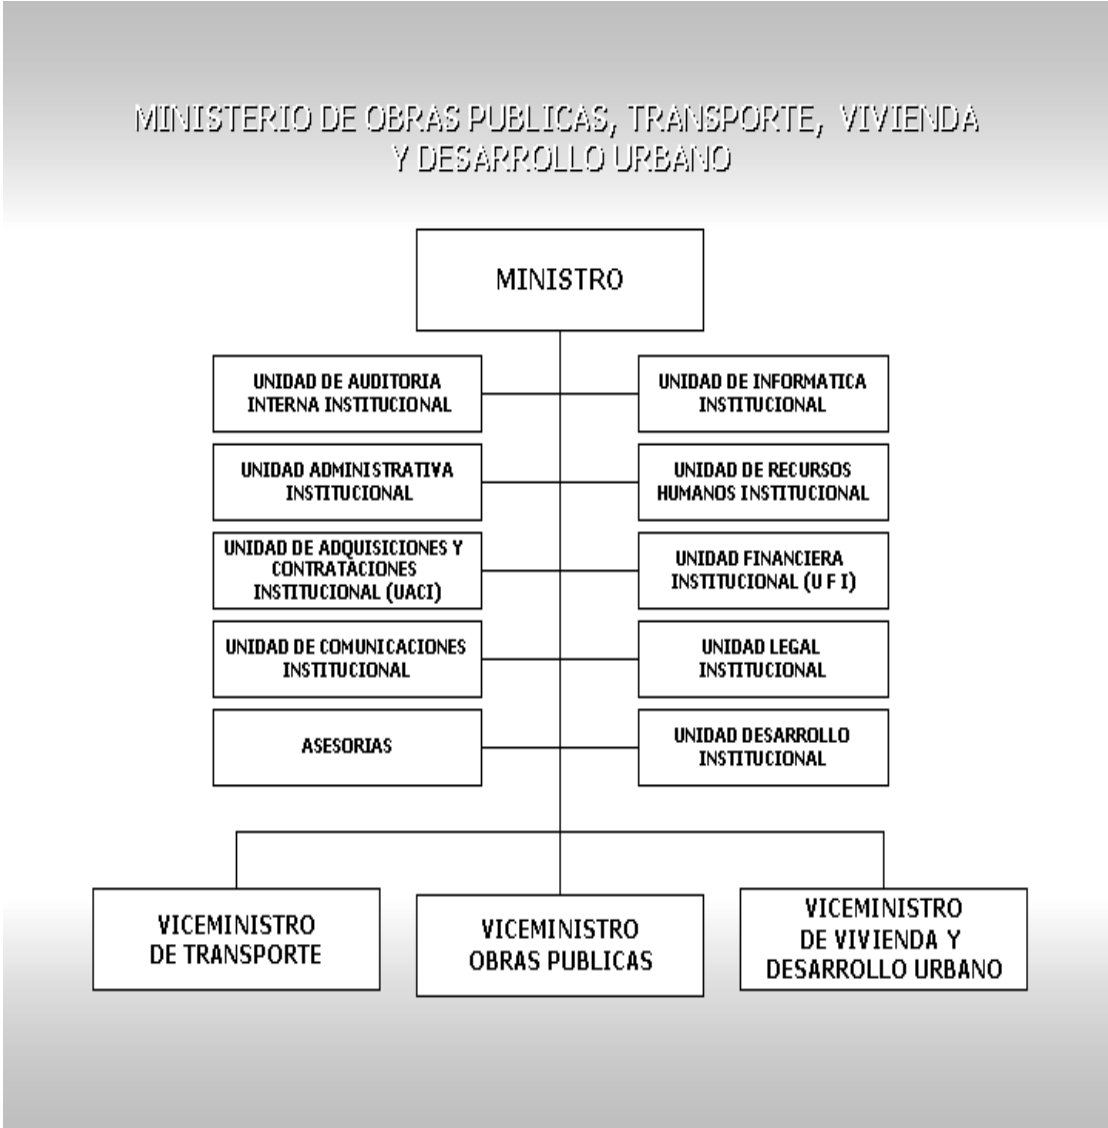 MINISTERIO DE OBRAS PUBLICAS, TRANSPORTE, VIVIENDA
Y DESARROLLO URBANO
MINISTRO
UNIDAD DE AUDITORIA
INTERNA INSTITUCIONAL
UNIDAD DE INFORMATICA
INSTITUCIONAL
UNIDAD ADMINISTRATIVA
INSTITUCIONAL
UNIDAD DE RECURSOS
HUMANOS INSTITUCIONAL
UNIDAD DE ADQUISICIONES Y
CONTRATACIONES
INSTITUCIONAL (UACI)
UNIDAD FINANCIERA
INSTITUCIONAL (U F I)
UNIDAD DE COMUNICACIONES
INSTITUCIONAL
UNIDAD LEGAL
INSTITUCIONAL
ASESORIAS
UNIDAD DESARROLLO
INSTITUCIONAL
VICEMINISTRO
DE TRANSPORTE
VICEMINISTRO
OBRAS PUBLICAS
VICEMINISTRO
DE VIVIENDA Y
DESARROLLO URBANO